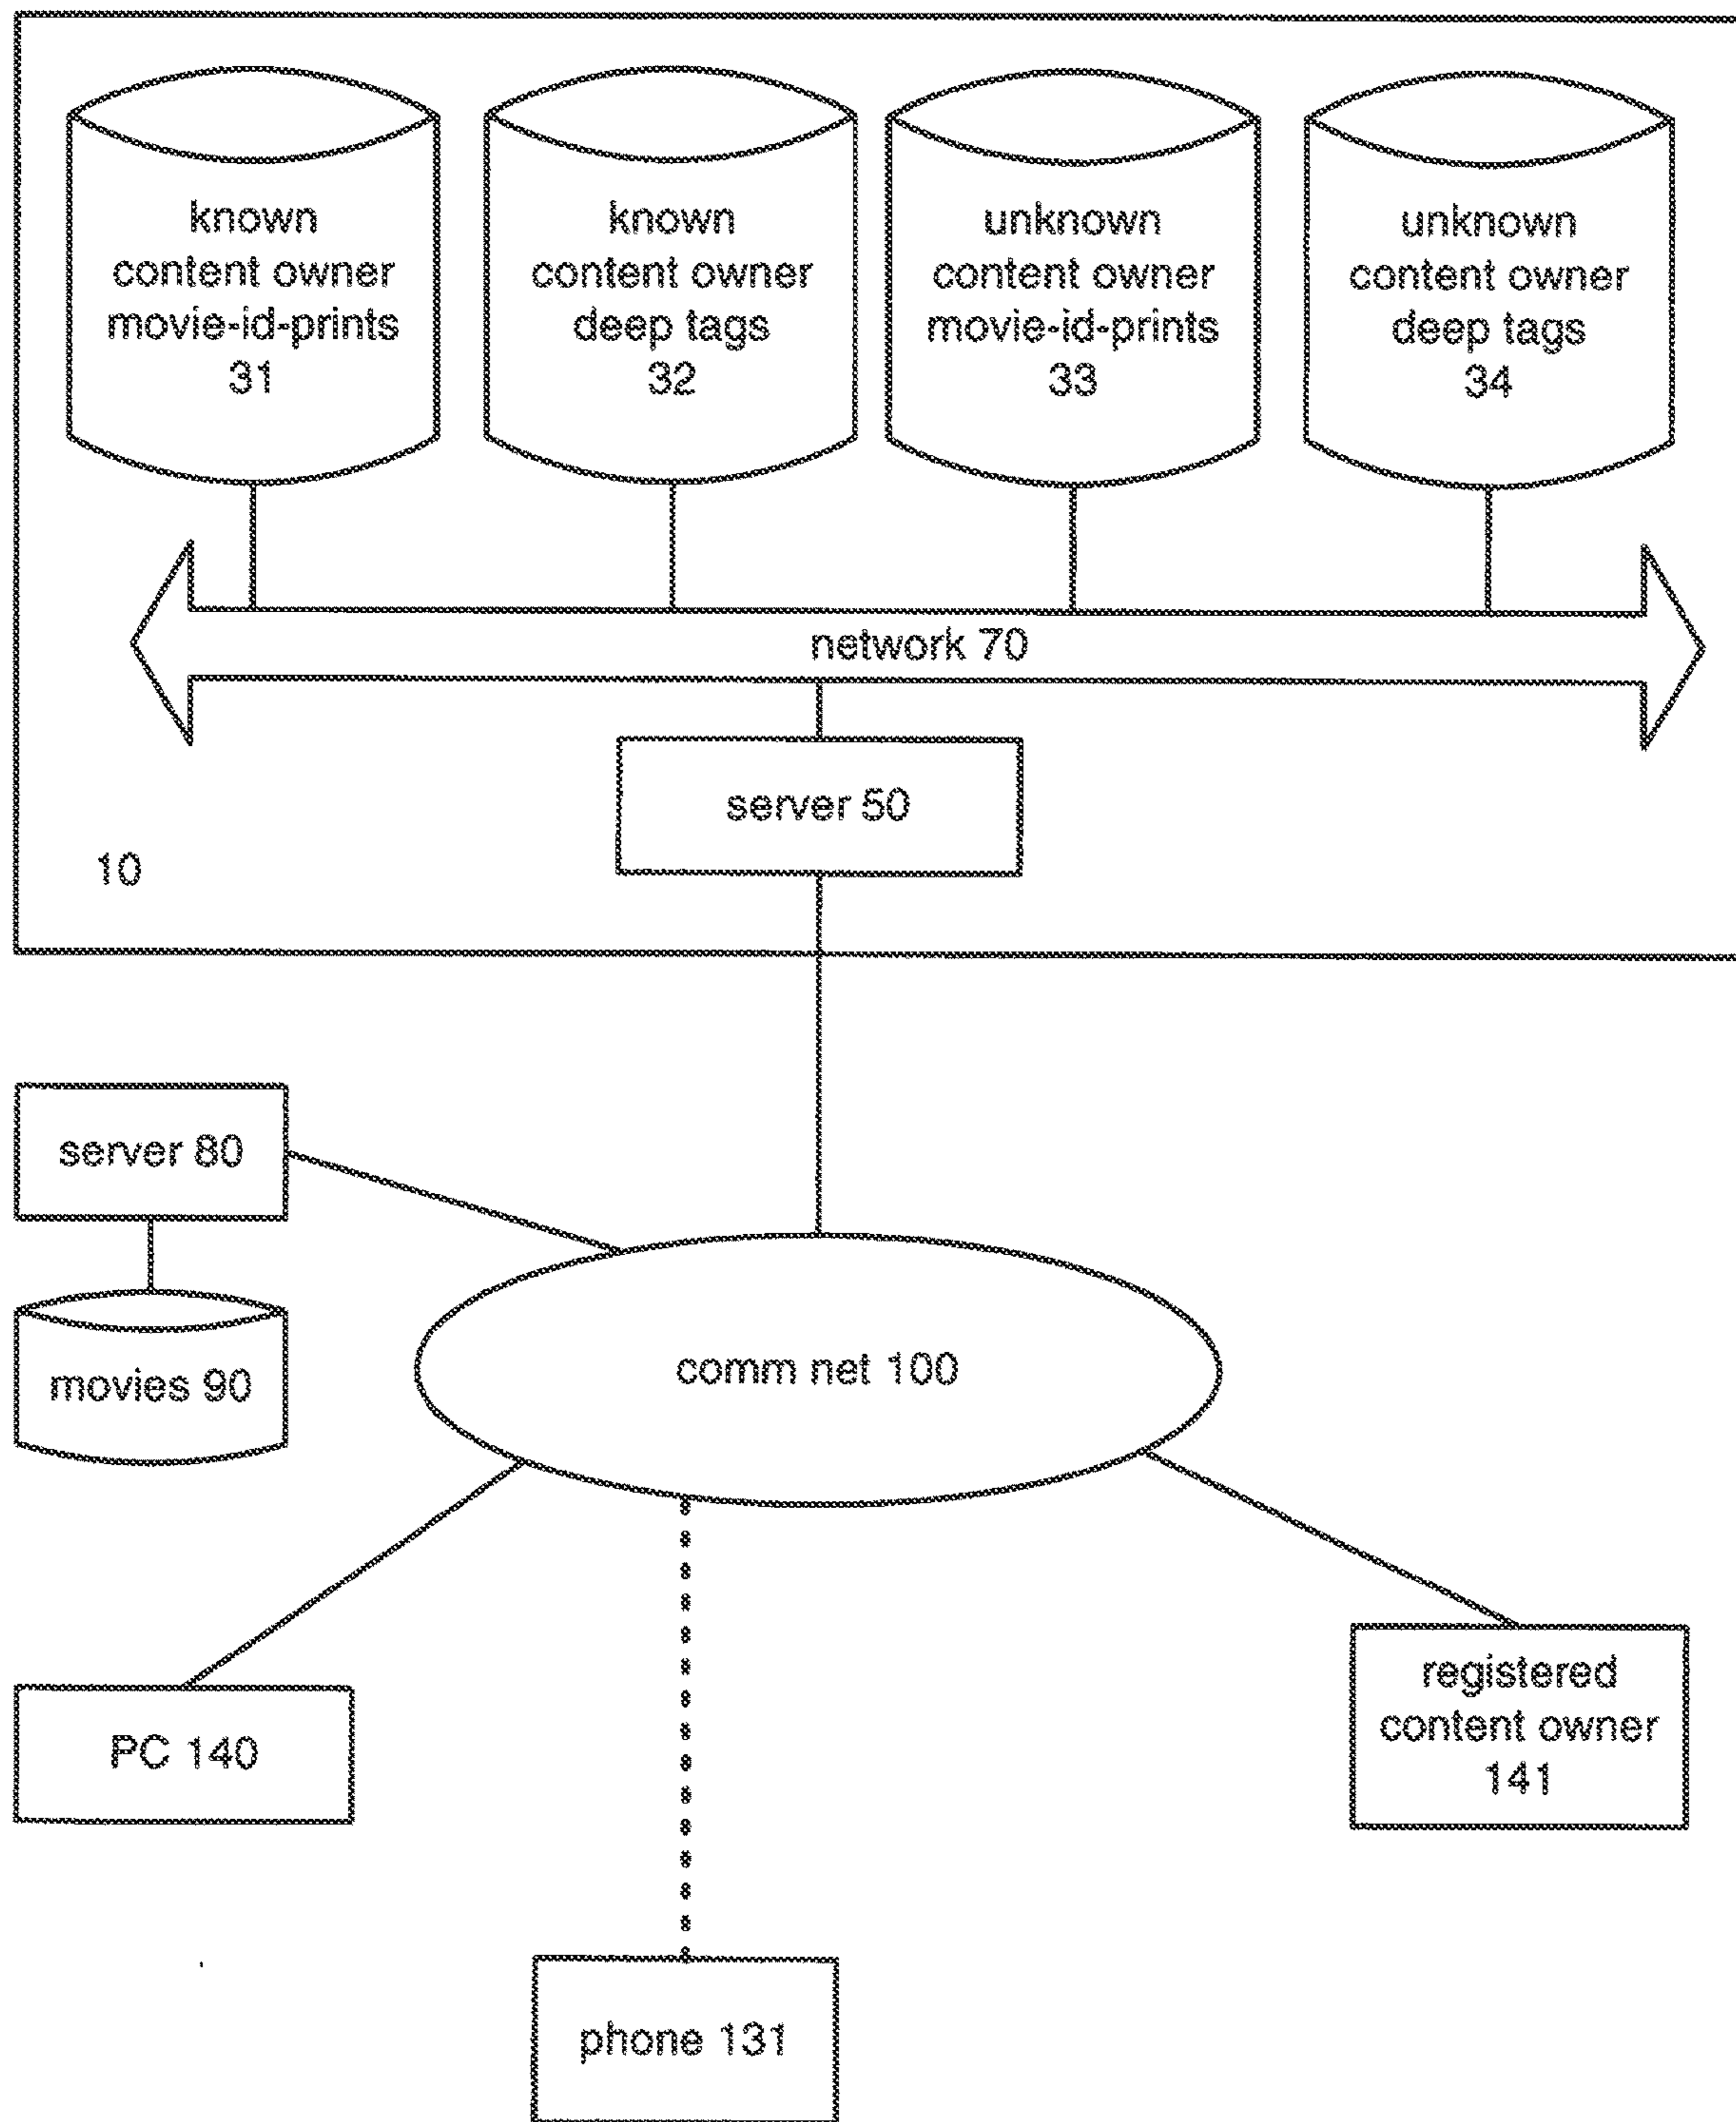 known
content owner
movie-id-prints
31
known
content owner
deep tags
32
unknown
content owner
movie-id-prints
33
unknown
content owner
deep tags
34
network 70
server 50
10
server 80
movies 90
comm net 100
PC 140
registered
content owner
141
phone 131